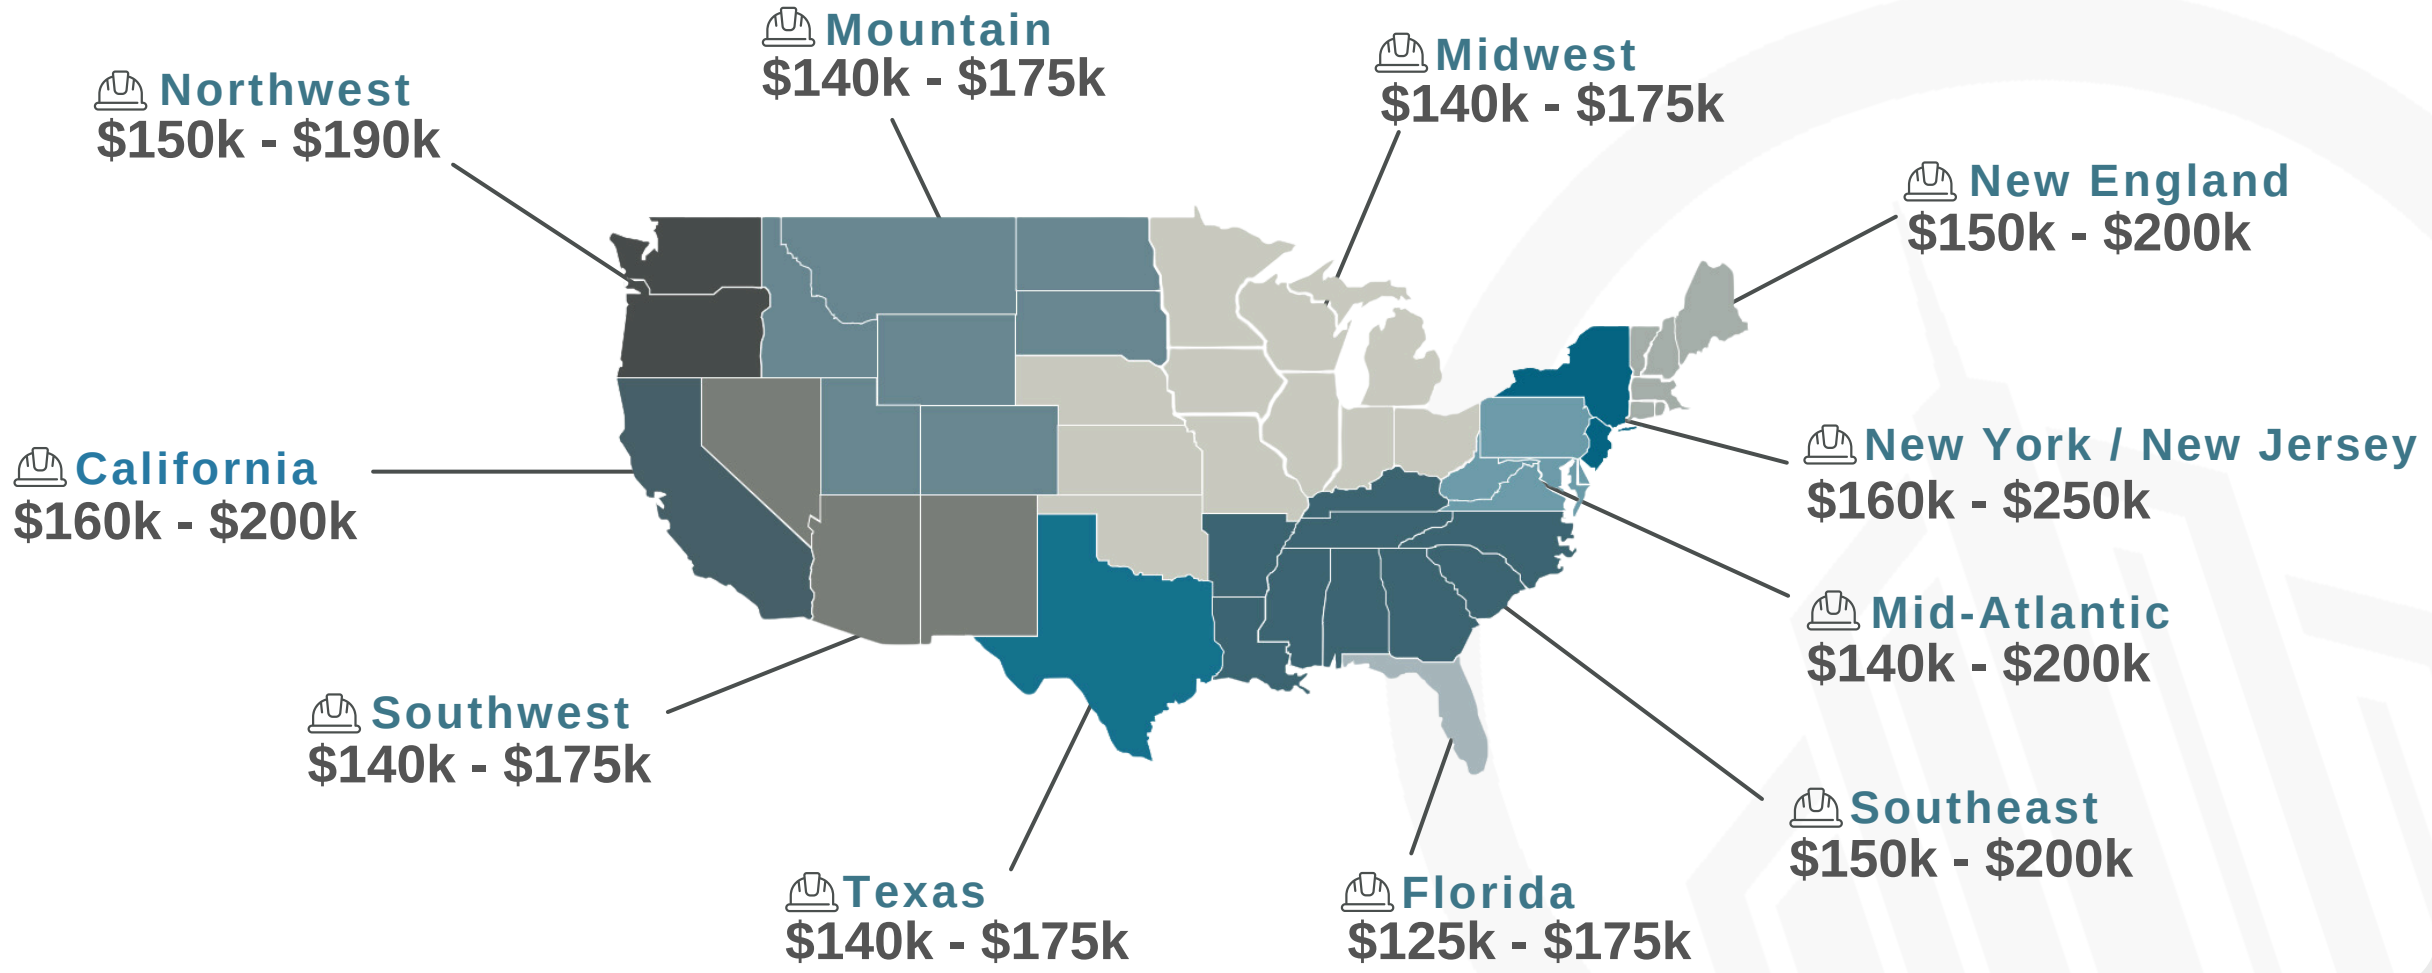 Mountain
$140k - $175k
Midwest
$140k - $175k
Northwest
$150k - $190k
New England
$150k - $200k
California
$160k - $200k
New York / New Jersey
$160k - $250k
Mid-Atlantic
$140k - $200k
Southwest
$140k - $175k
Southeast
$150k - $200k
Texas
$140k - $175k
Florida
$125k - $175k